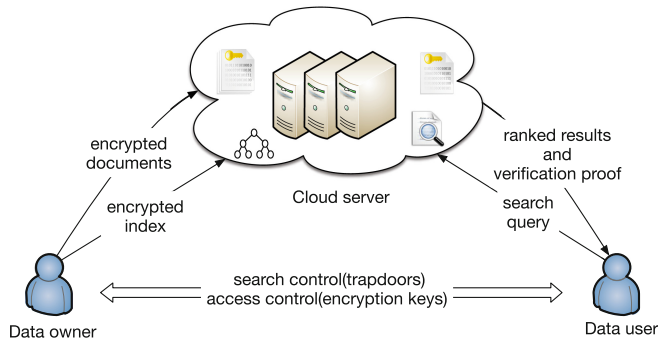 encrypted
documents
encrypted
index
Cloud server
ranked results
and
verification proof
search
query
search control(trapdoors)
access control(encryption keys)
Data owner
Data user